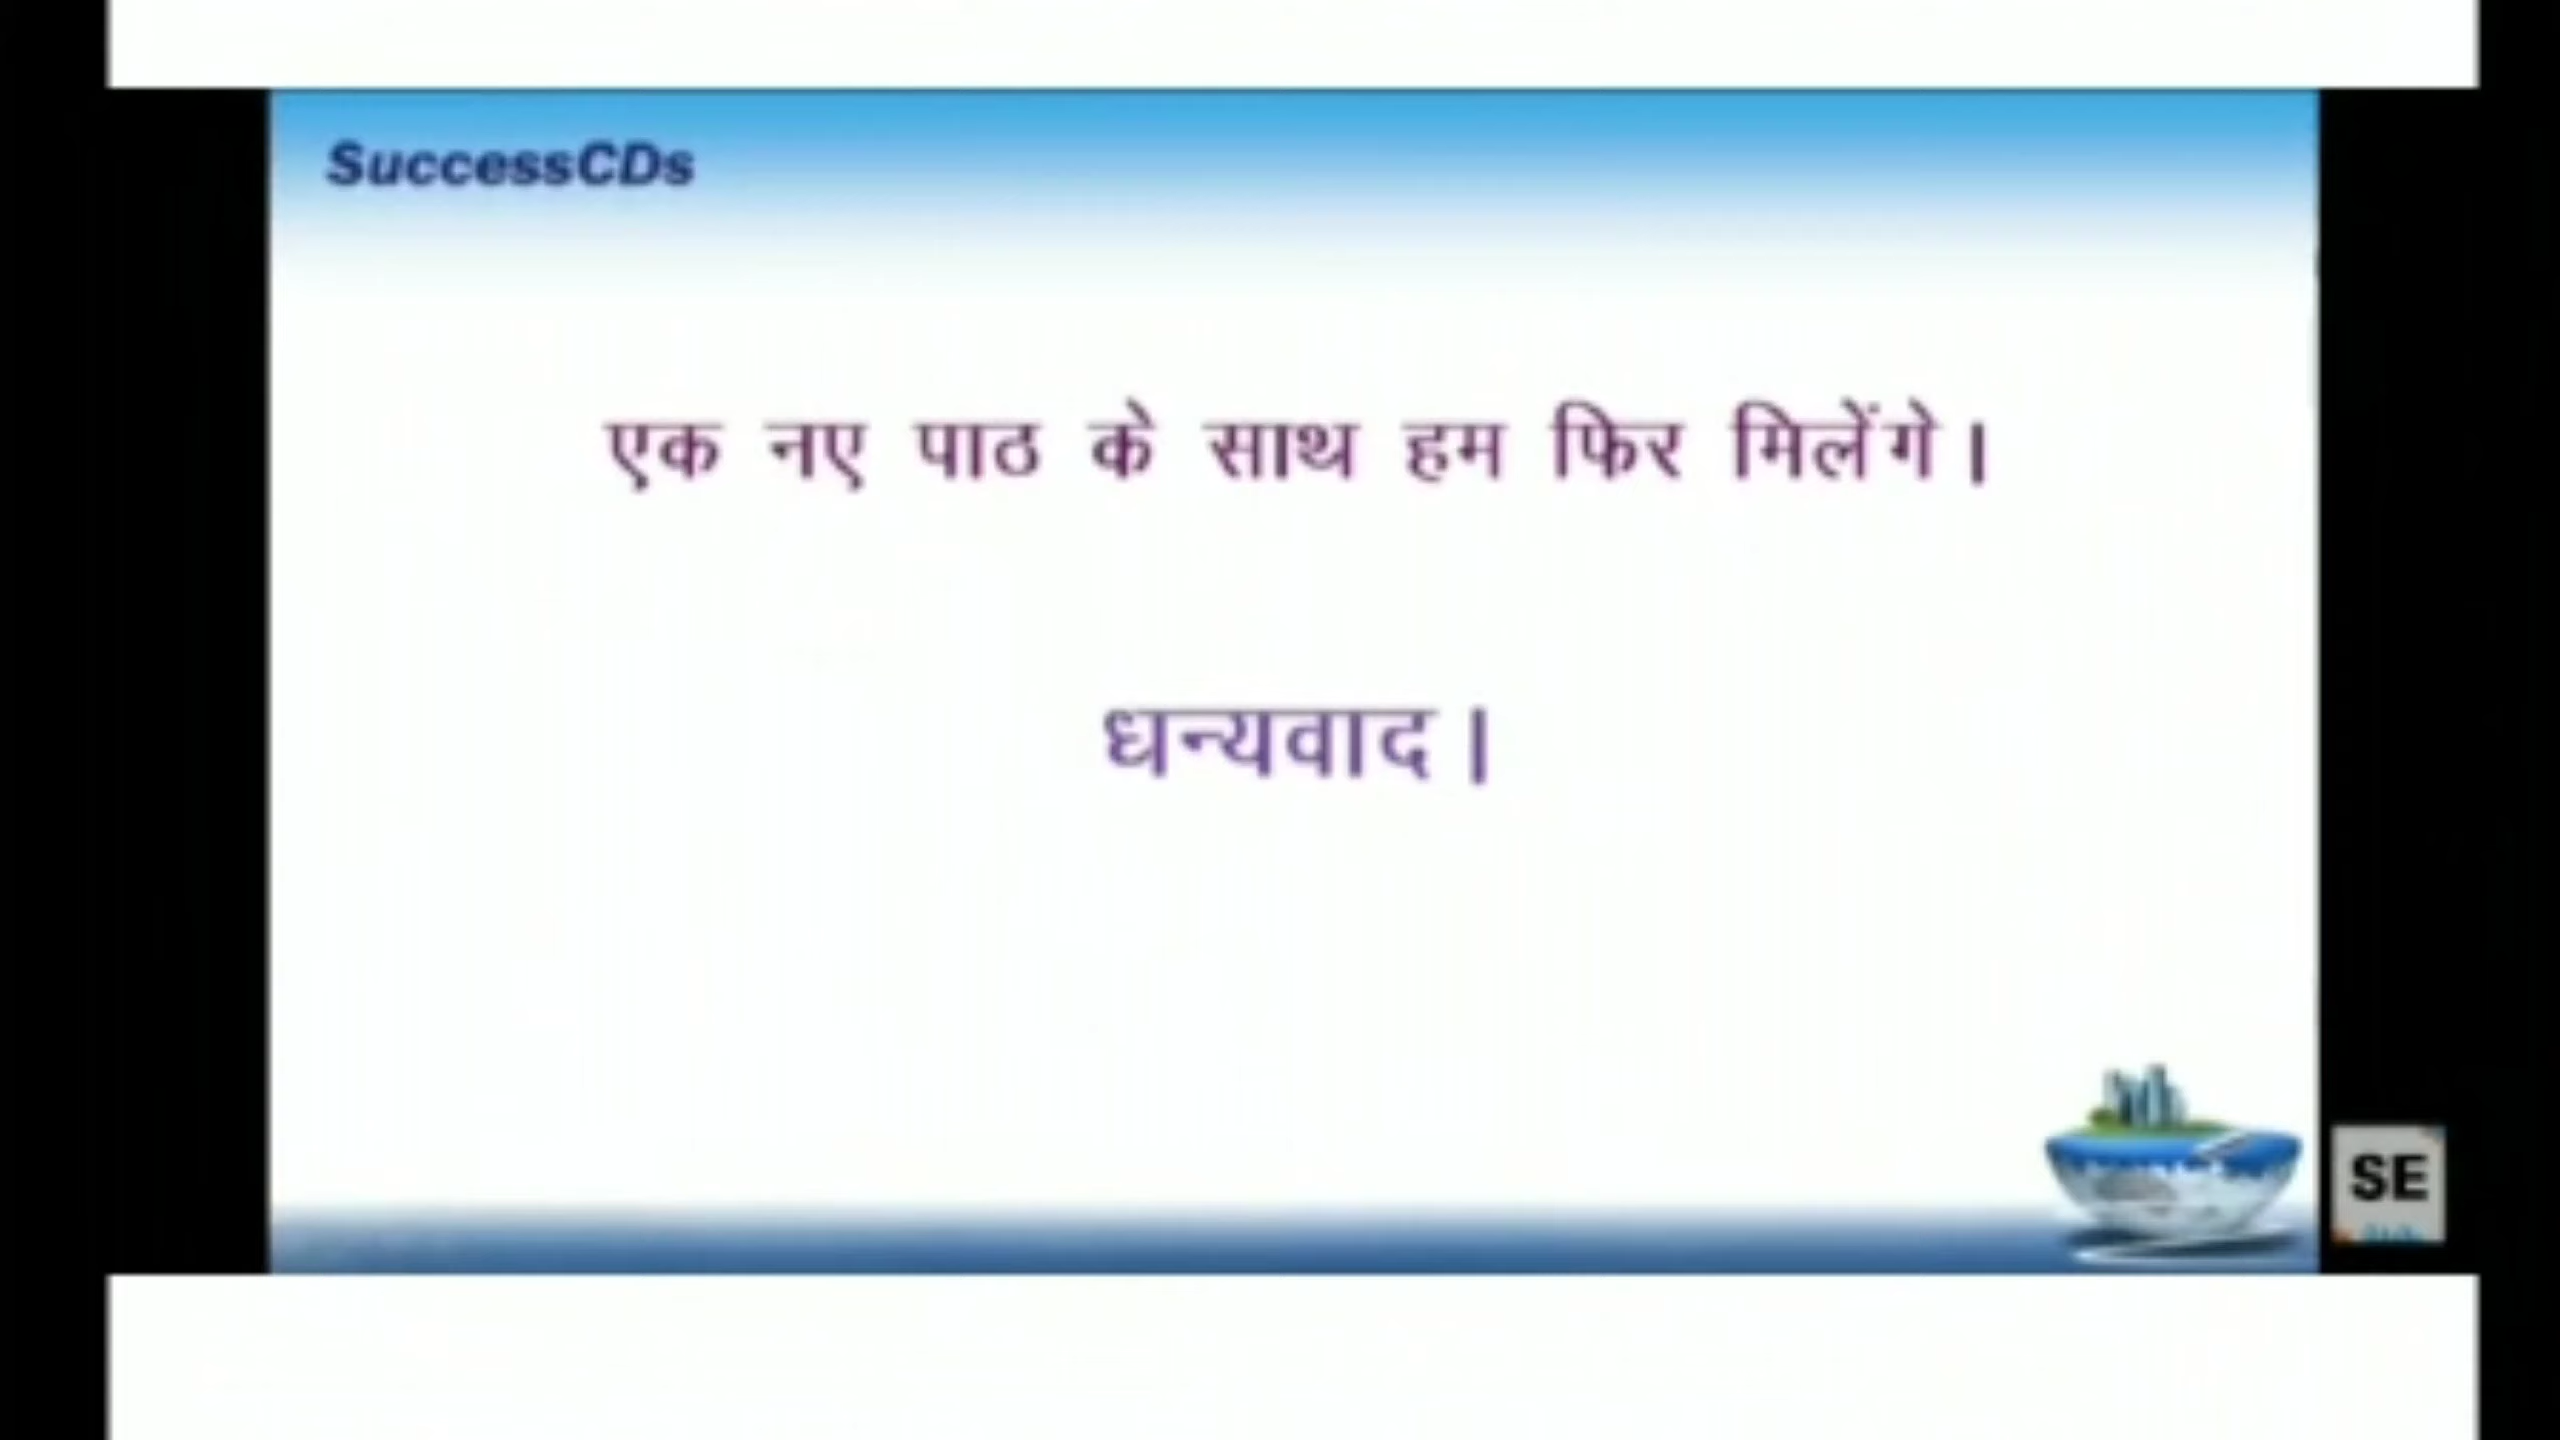 SuccessCDs
एक नए पाठ के साथ हम फिर मिलेंगे।
धन्यवाद।
SE